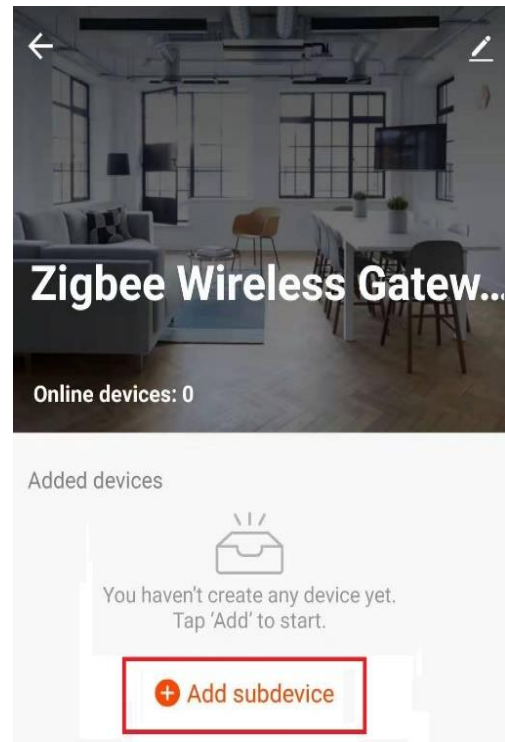 Zigbee Wireless Gatew...
Online devices: 0
Added devices
You haven't create any device yet.
Tap 'Add' to start.
Add subdevice